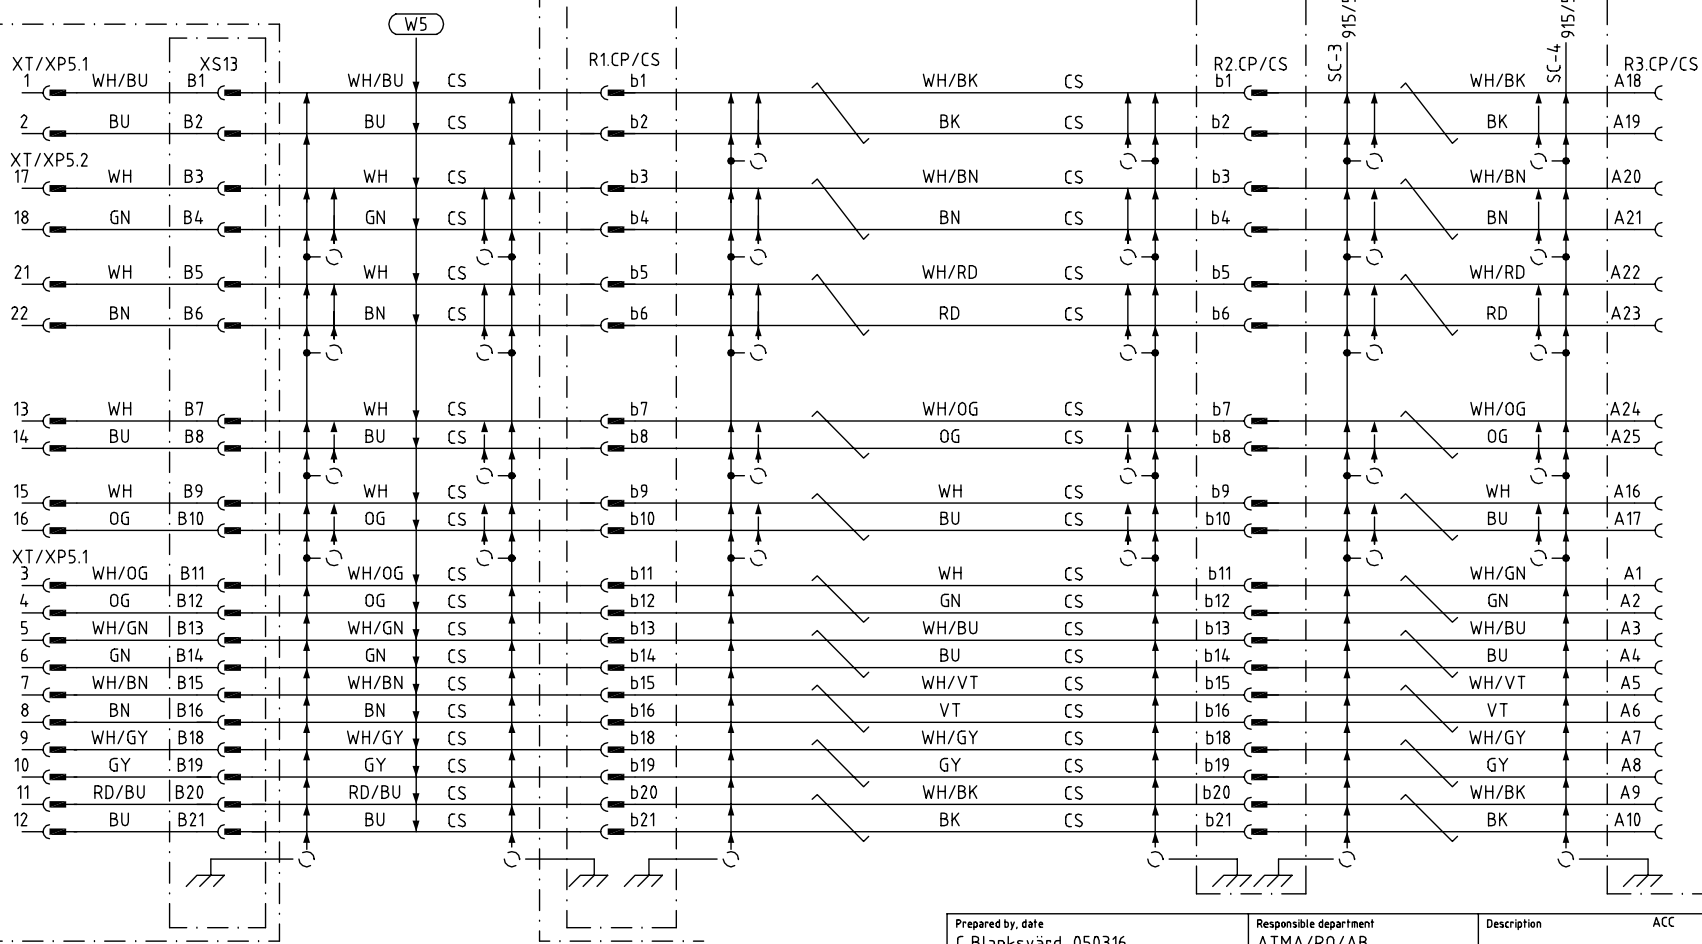 W5
915/5
915/5
SC-3
SC-4
XT/XP5.1 XS13 R1.CP/CS R2.CP/CS R3.CP/CS
1 WH/BU B1 WH/BU CS b1 WH/BK CS b1 WH/BK A18
2 BU B2 BU CS b2 BK CS b2 BK A19
XT/XP5.2
17 WH B3 WH CS b3 WH/BN CS b3 WH/BN A20
18 GN B4 GN CS b4 BN CS b4 BN A21
21 WH B5 WH CS b5 WH/RD CS b5 WH/RD A22
22 BN B6 BN CS b6 RD CS b6 RD A23
13 WH B7 WH CS b7 WH/OG CS b7 WH/OG A24
14 BU B8 BU CS b8 OG CS b8 OG A25
15 WH B9 WH CS b9 WH CS b9 WH A16
16 OG B10 OG CS b10 BU CS b10 BU A17
XT/XP5.1
3 WH/OG B11 WH/OG CS b11 WH CS b11 WH/GN A1
4 OG B12 OG CS b12 GN CS b12 GN A2
5 WH/GN B13 WH/GN CS b13 WH/BU CS b13 WH/BU A3
6 GN B14 GN CS b14 BU CS b14 BU A4
7 WH/BN B15 WH/BN CS b15 WH/VT CS b15 WH/VT A5
8 BN B16 BN CS b16 VT CS b16 VT A6
9 WH/GY B18 WH/GY CS b18 WH/GY CS b18 WH/GY A7
10 GY B19 GY CS b19 GY CS b19 GY A8
11 RD/BU B20 RD/BU CS b20 WH/BK CS b20 WH/BK A9
12 BU B21 BU CS b21 BK CS b21 BK A10
Prepared by, date Responsible department Description ACC
C Blanksvärd 050316 ATMA/RO/AB